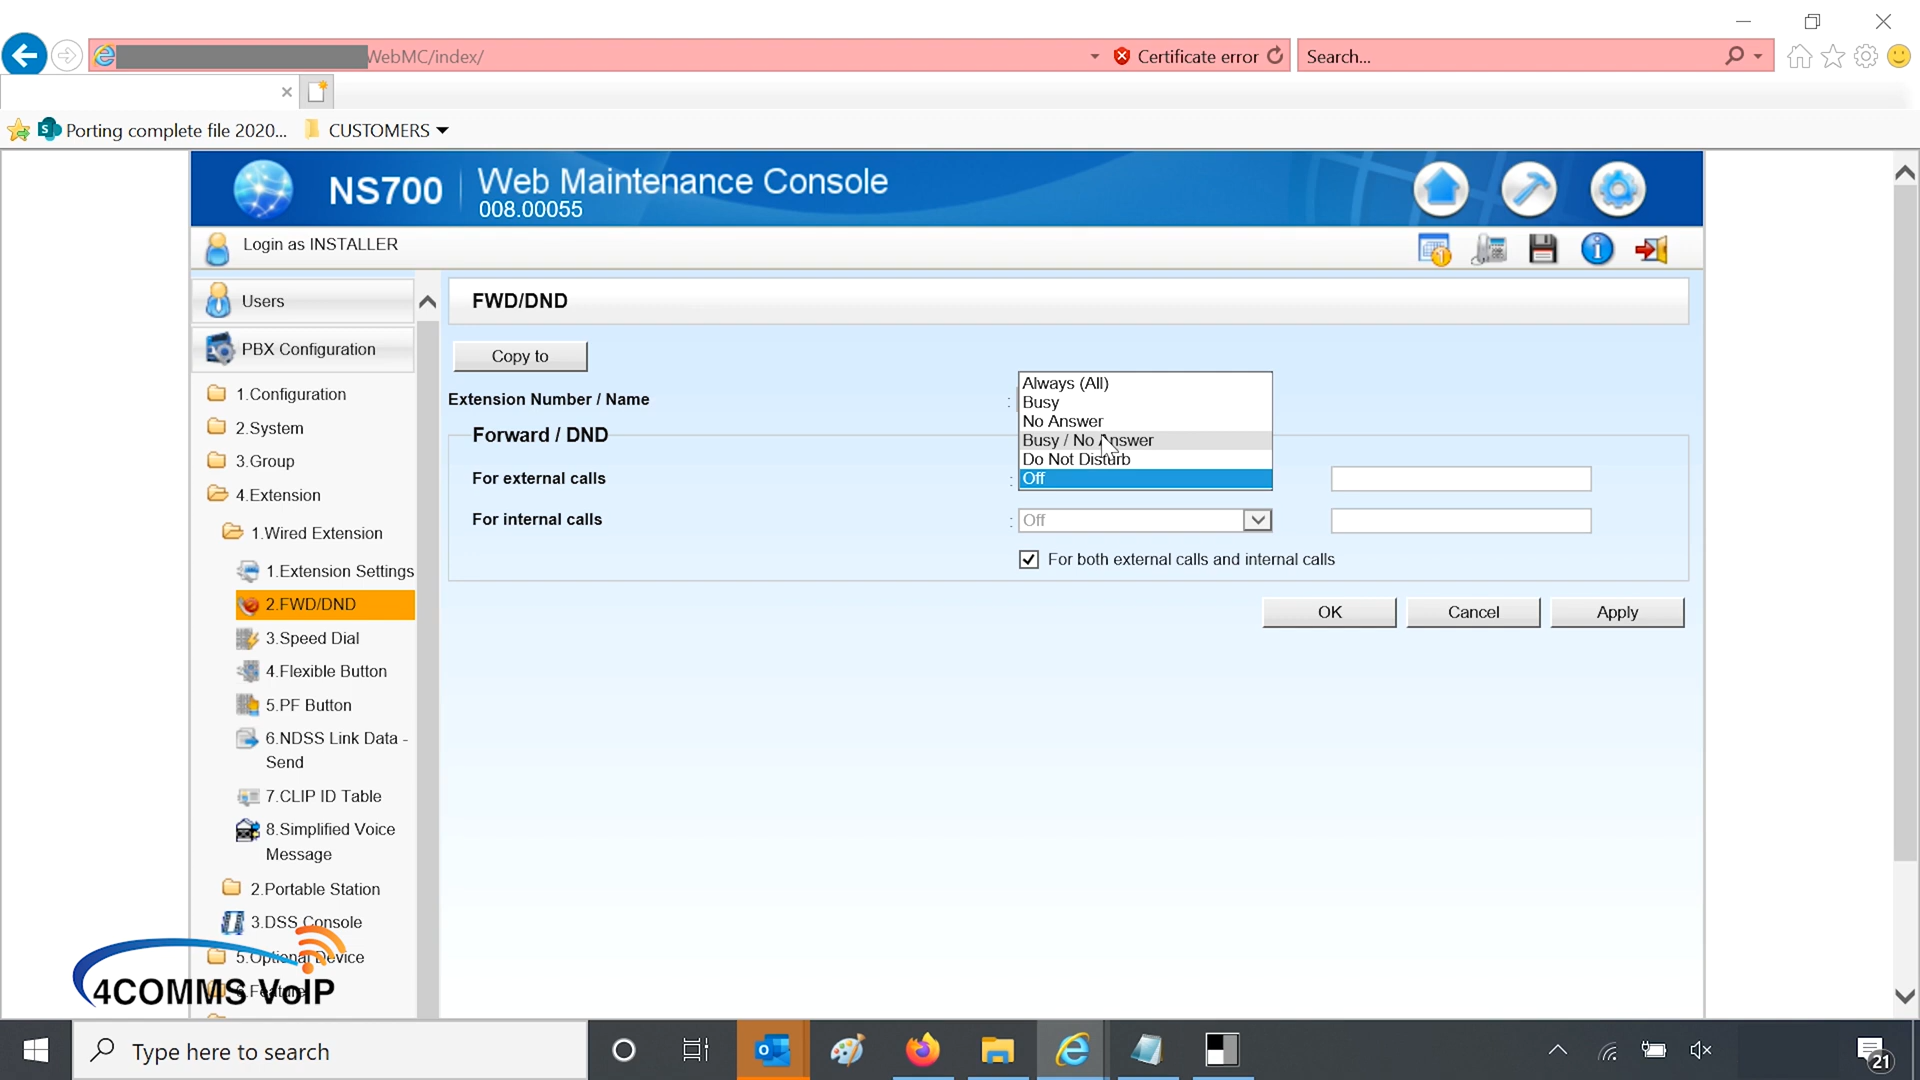 WebMC/index/
Certificate error
Search...
Porting complete file 2020...
CUSTOMERS
NS700
Web Maintenance Console
008.00055
Login as INSTALLER
Users
PBX Configuration
1.Configuration
2.System
3.Group
4.Extension
1.Wired Extension
1.Extension Settings
2.FWD/DND
3.Speed Dial
4.Flexible Button
5.PF Button
6.NDSS Link Data -
Send
7.CLIP ID Table
8.Simplified Voice
Message
2.Portable Station
3.DSS Console
5.Optional Device
6.Feature
4COMMS VoIP
FWD/DND
Copy to
Extension Number / Name
:
Always (All)
Busy
No Answer
Busy / No Answer
Do Not Disturb
Off
Forward / DND
For external calls
:
For internal calls
:
Off
For both external calls and internal calls
OK
Cancel
Apply
Type here to search
21